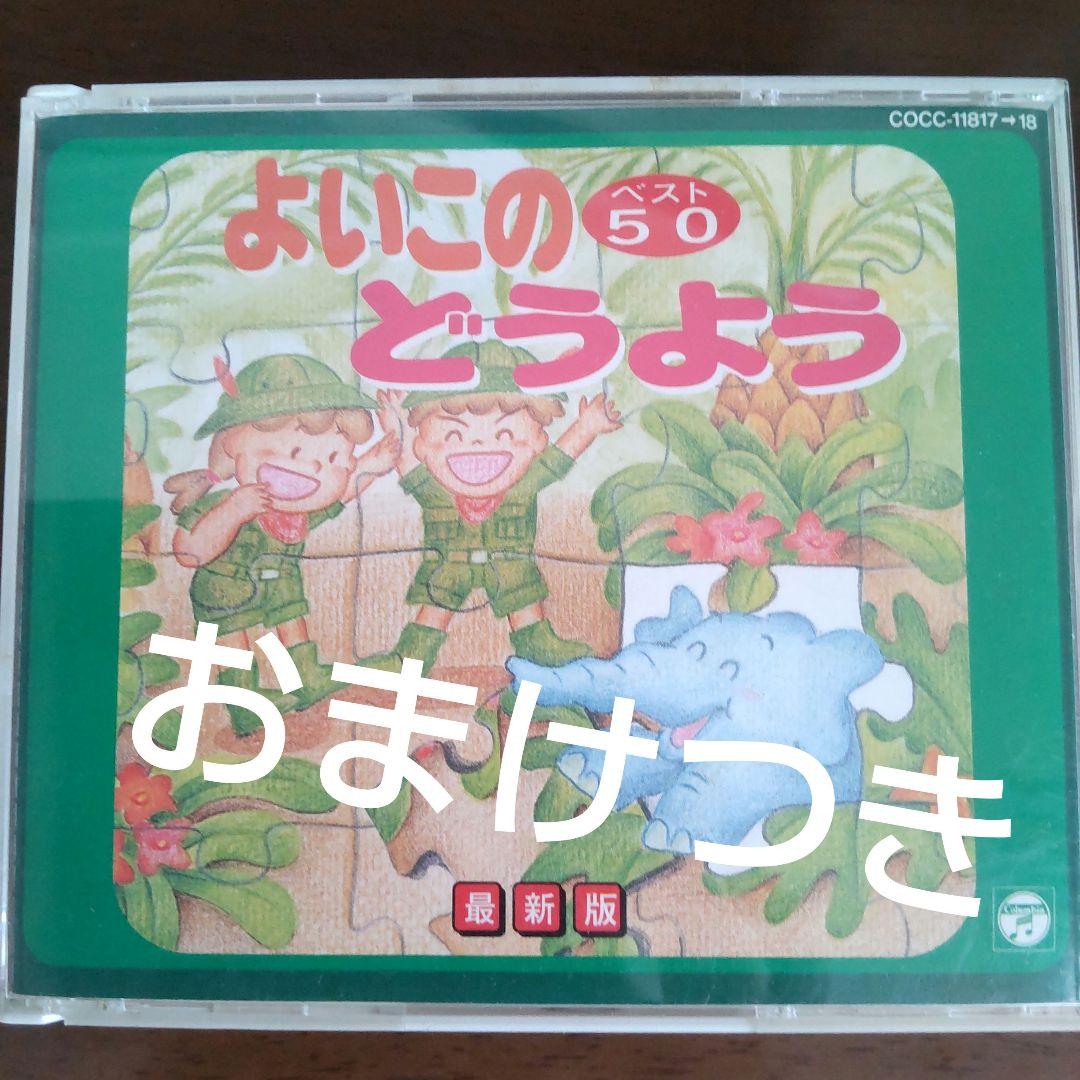 COCC-11817→18
よいこの
ベスト
50
どうよう
おまけつき
最新版
Columbia